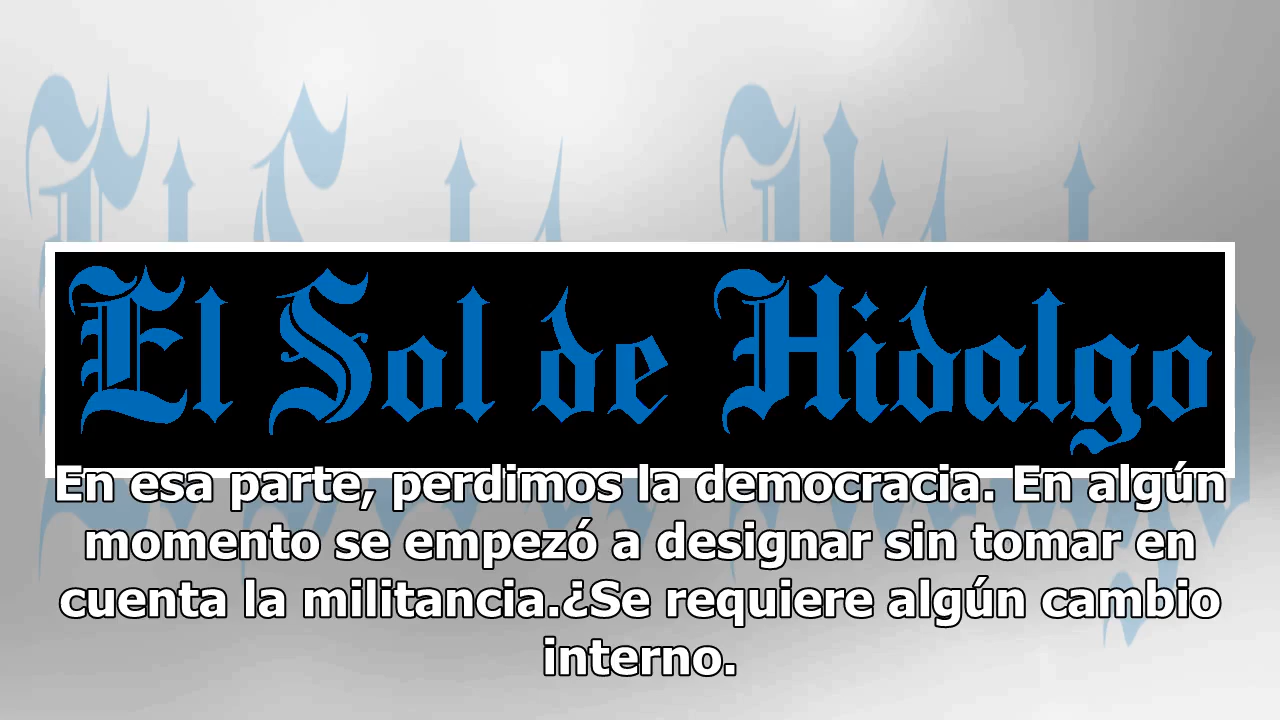 El Sol de Hidalgo
En esa parte, perdimos la democracia. En algún
momento se empezó a designar sin tomar en
cuenta la militancia.¿Se requiere algún cambio
interno.